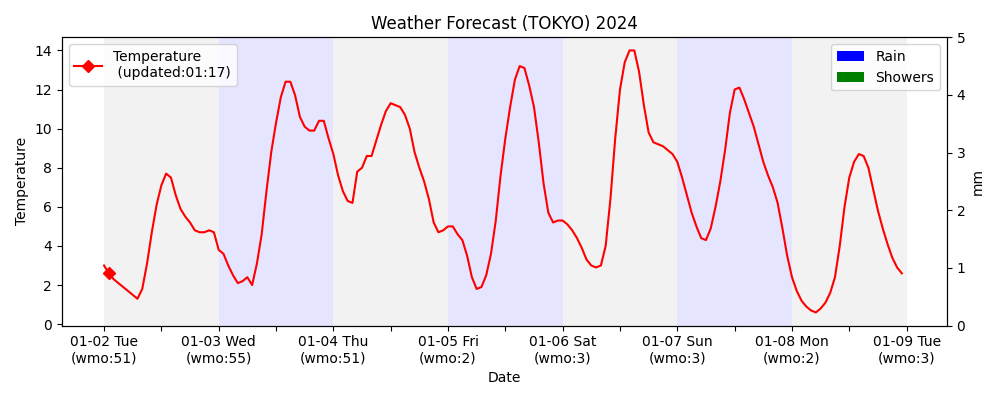 Weather Forecast (TOKYO) 2024
Temperature
(updated:01:17)
Rain
Showers
14
12
10
8
6
4
2
0
Temperature
5
4
3
2
1
0
mm
01-02 Tue
(wmo:51)
01-03 Wed
(wmo:55)
01-04 Thu
(wmo:51)
01-05 Fri
(wmo:2)
01-06 Sat
(wmo:3)
01-07 Sun
(wmo:3)
01-08 Mon
(wmo:2)
01-09 Tue
(wmo:3)
Date